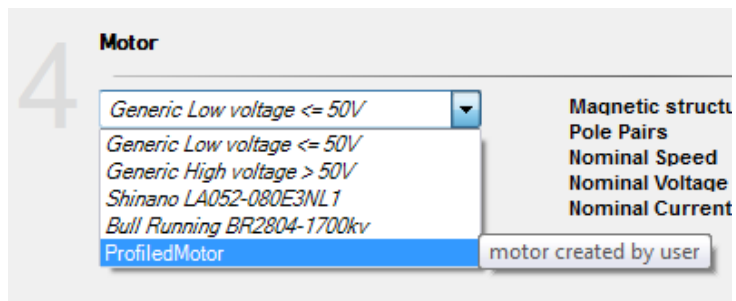 4
Motor
Generic Low voltage <= 50V
Magnetic structu
Generic Low voltage <= 50V
Pole Pairs
Generic High voltage > 50V
Nominal Speed
Shinano LA052-080E3NL1
Nominal Voltage
Bull Running BR2804-1700kv
Nominal Current
ProfiledMotor
motor created by user